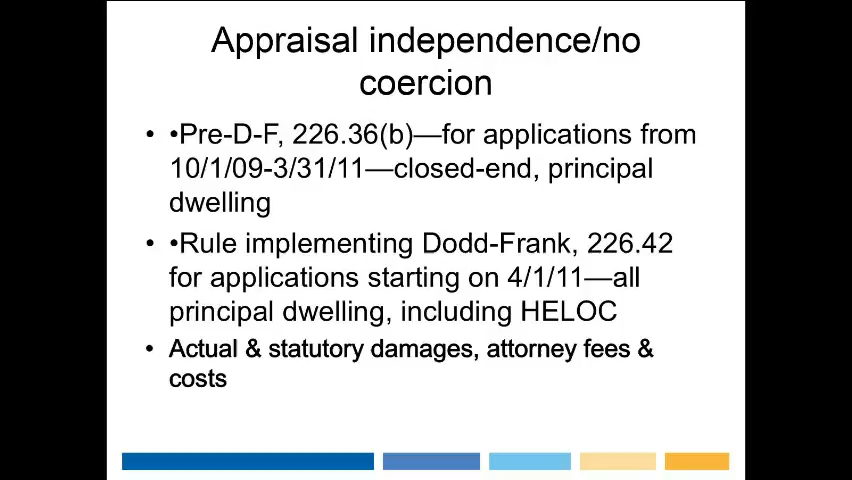 Appraisal independence/no
coercion
• •Pre-D-F, 226.36(b)—for applications from
10/1/09-3/31/11—closed-end, principal
dwelling
• •Rule implementing Dodd-Frank, 226.42
for applications starting on 4/1/11—all
principal dwelling, including HELOC
• Actual & statutory damages, attorney fees &
costs